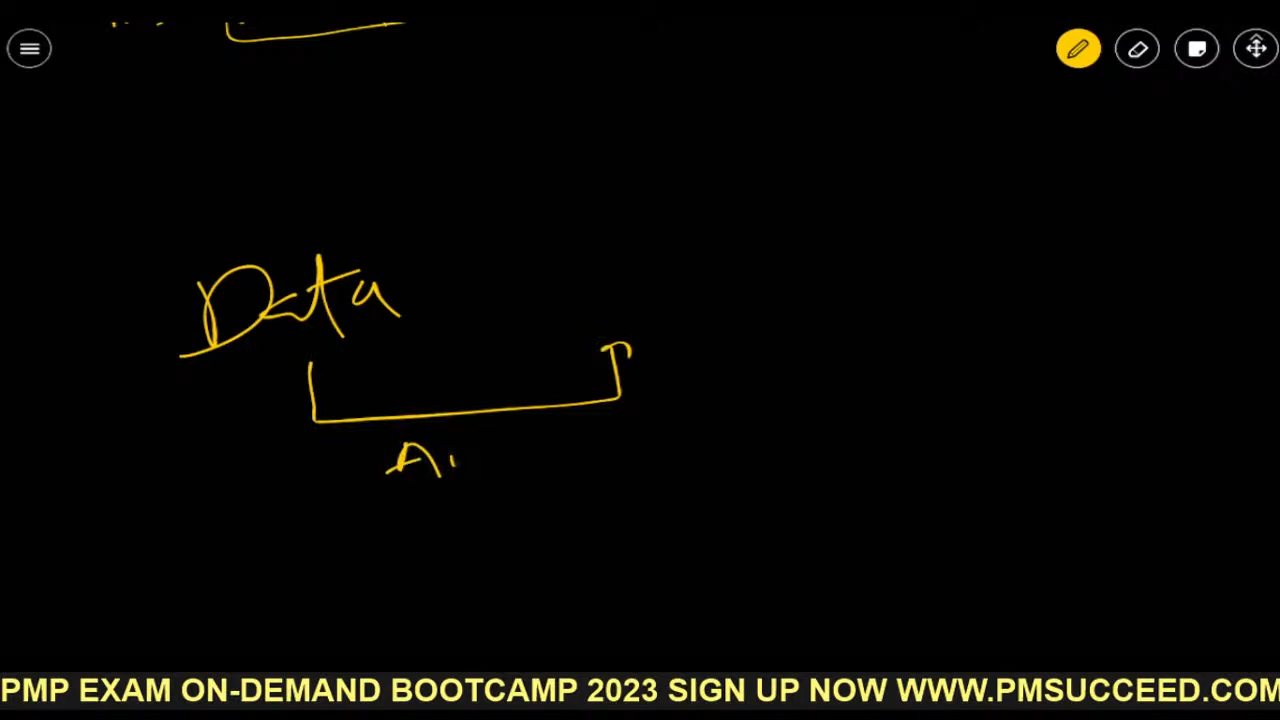 Data
A
PMP EXAM ON-DEMAND BOOTCAMP 2023 SIGN UP NOW WWW.PMSUCCEED.COM